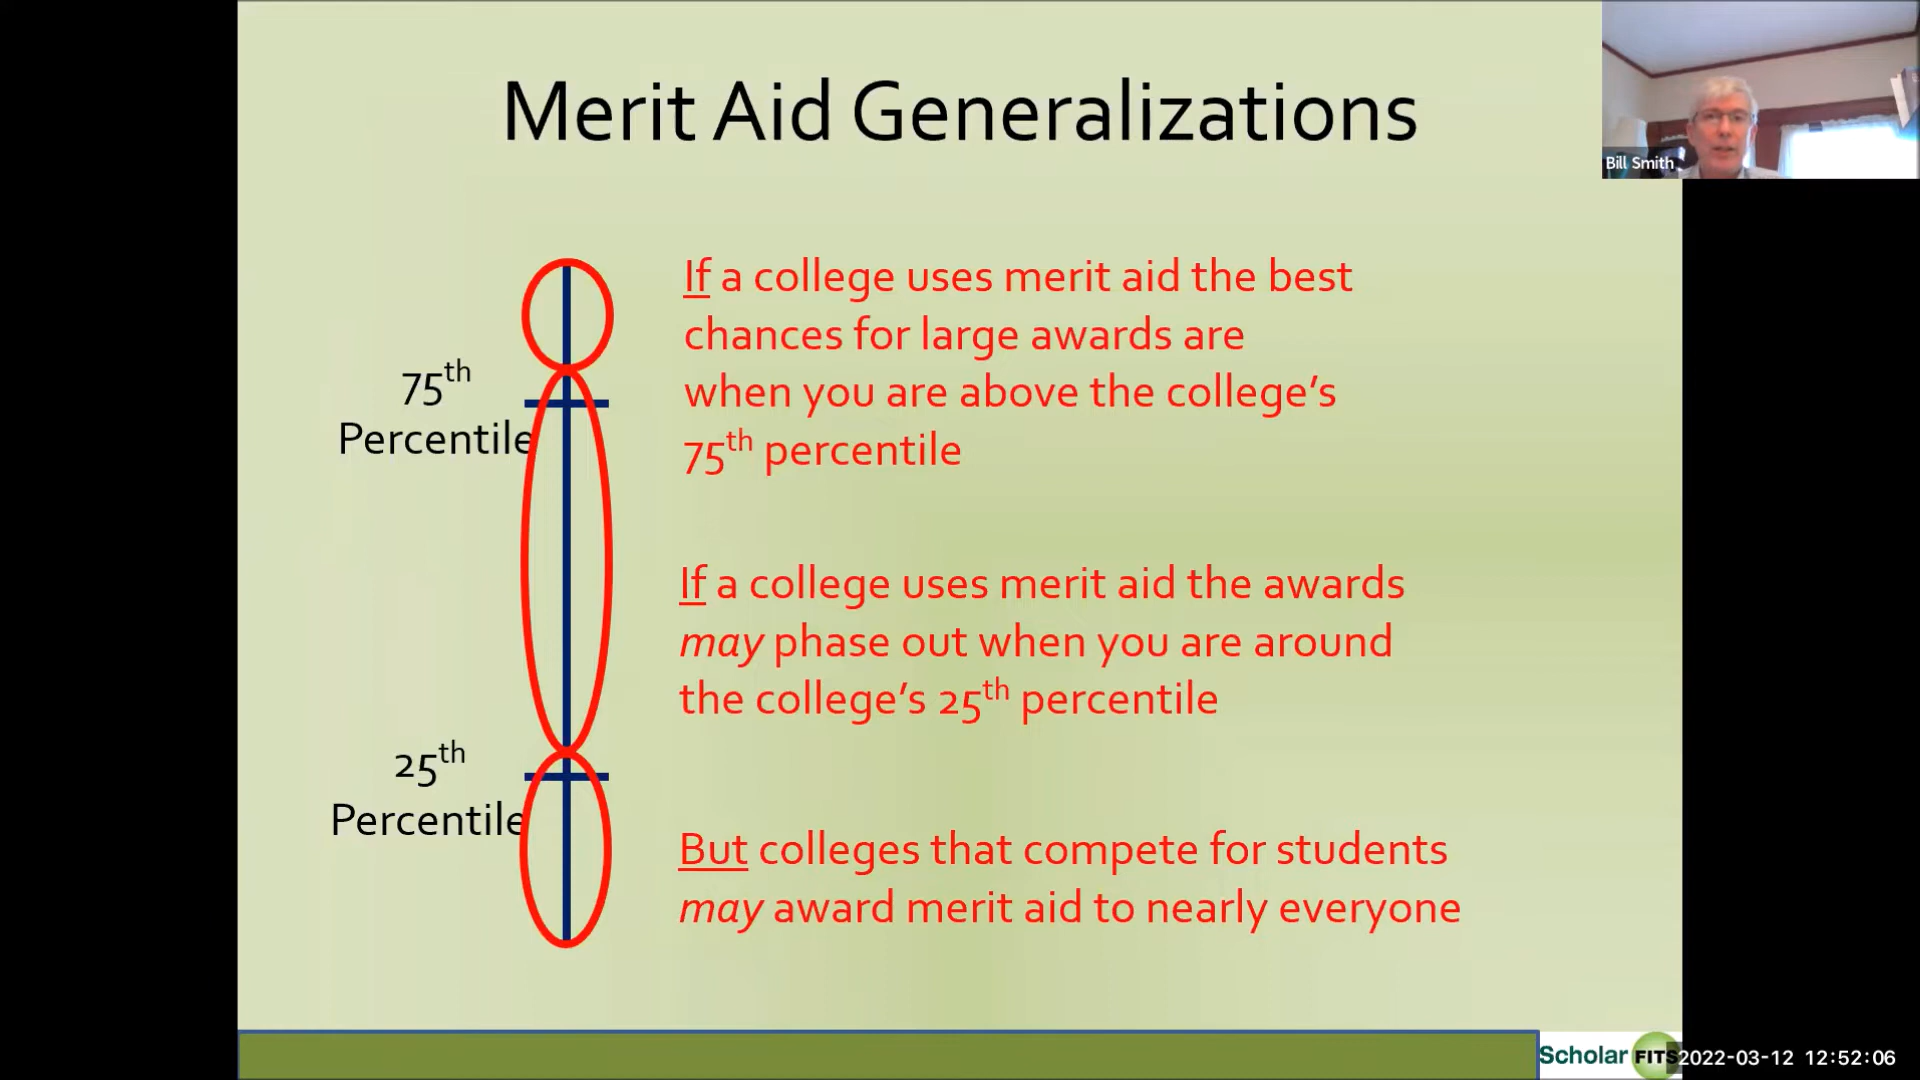 Merit Aid Generalizations
Bill Smith
75th
Percentile
If a college uses merit aid the best
chances for large awards are
when you are above the college’s
75th percentile
If a college uses merit aid the awards
may phase out when you are around
the college’s 25th percentile
25th
Percentile
But colleges that compete for students
may award merit aid to nearly everyone
Scholar FITS
2022-03-12 12:52:06